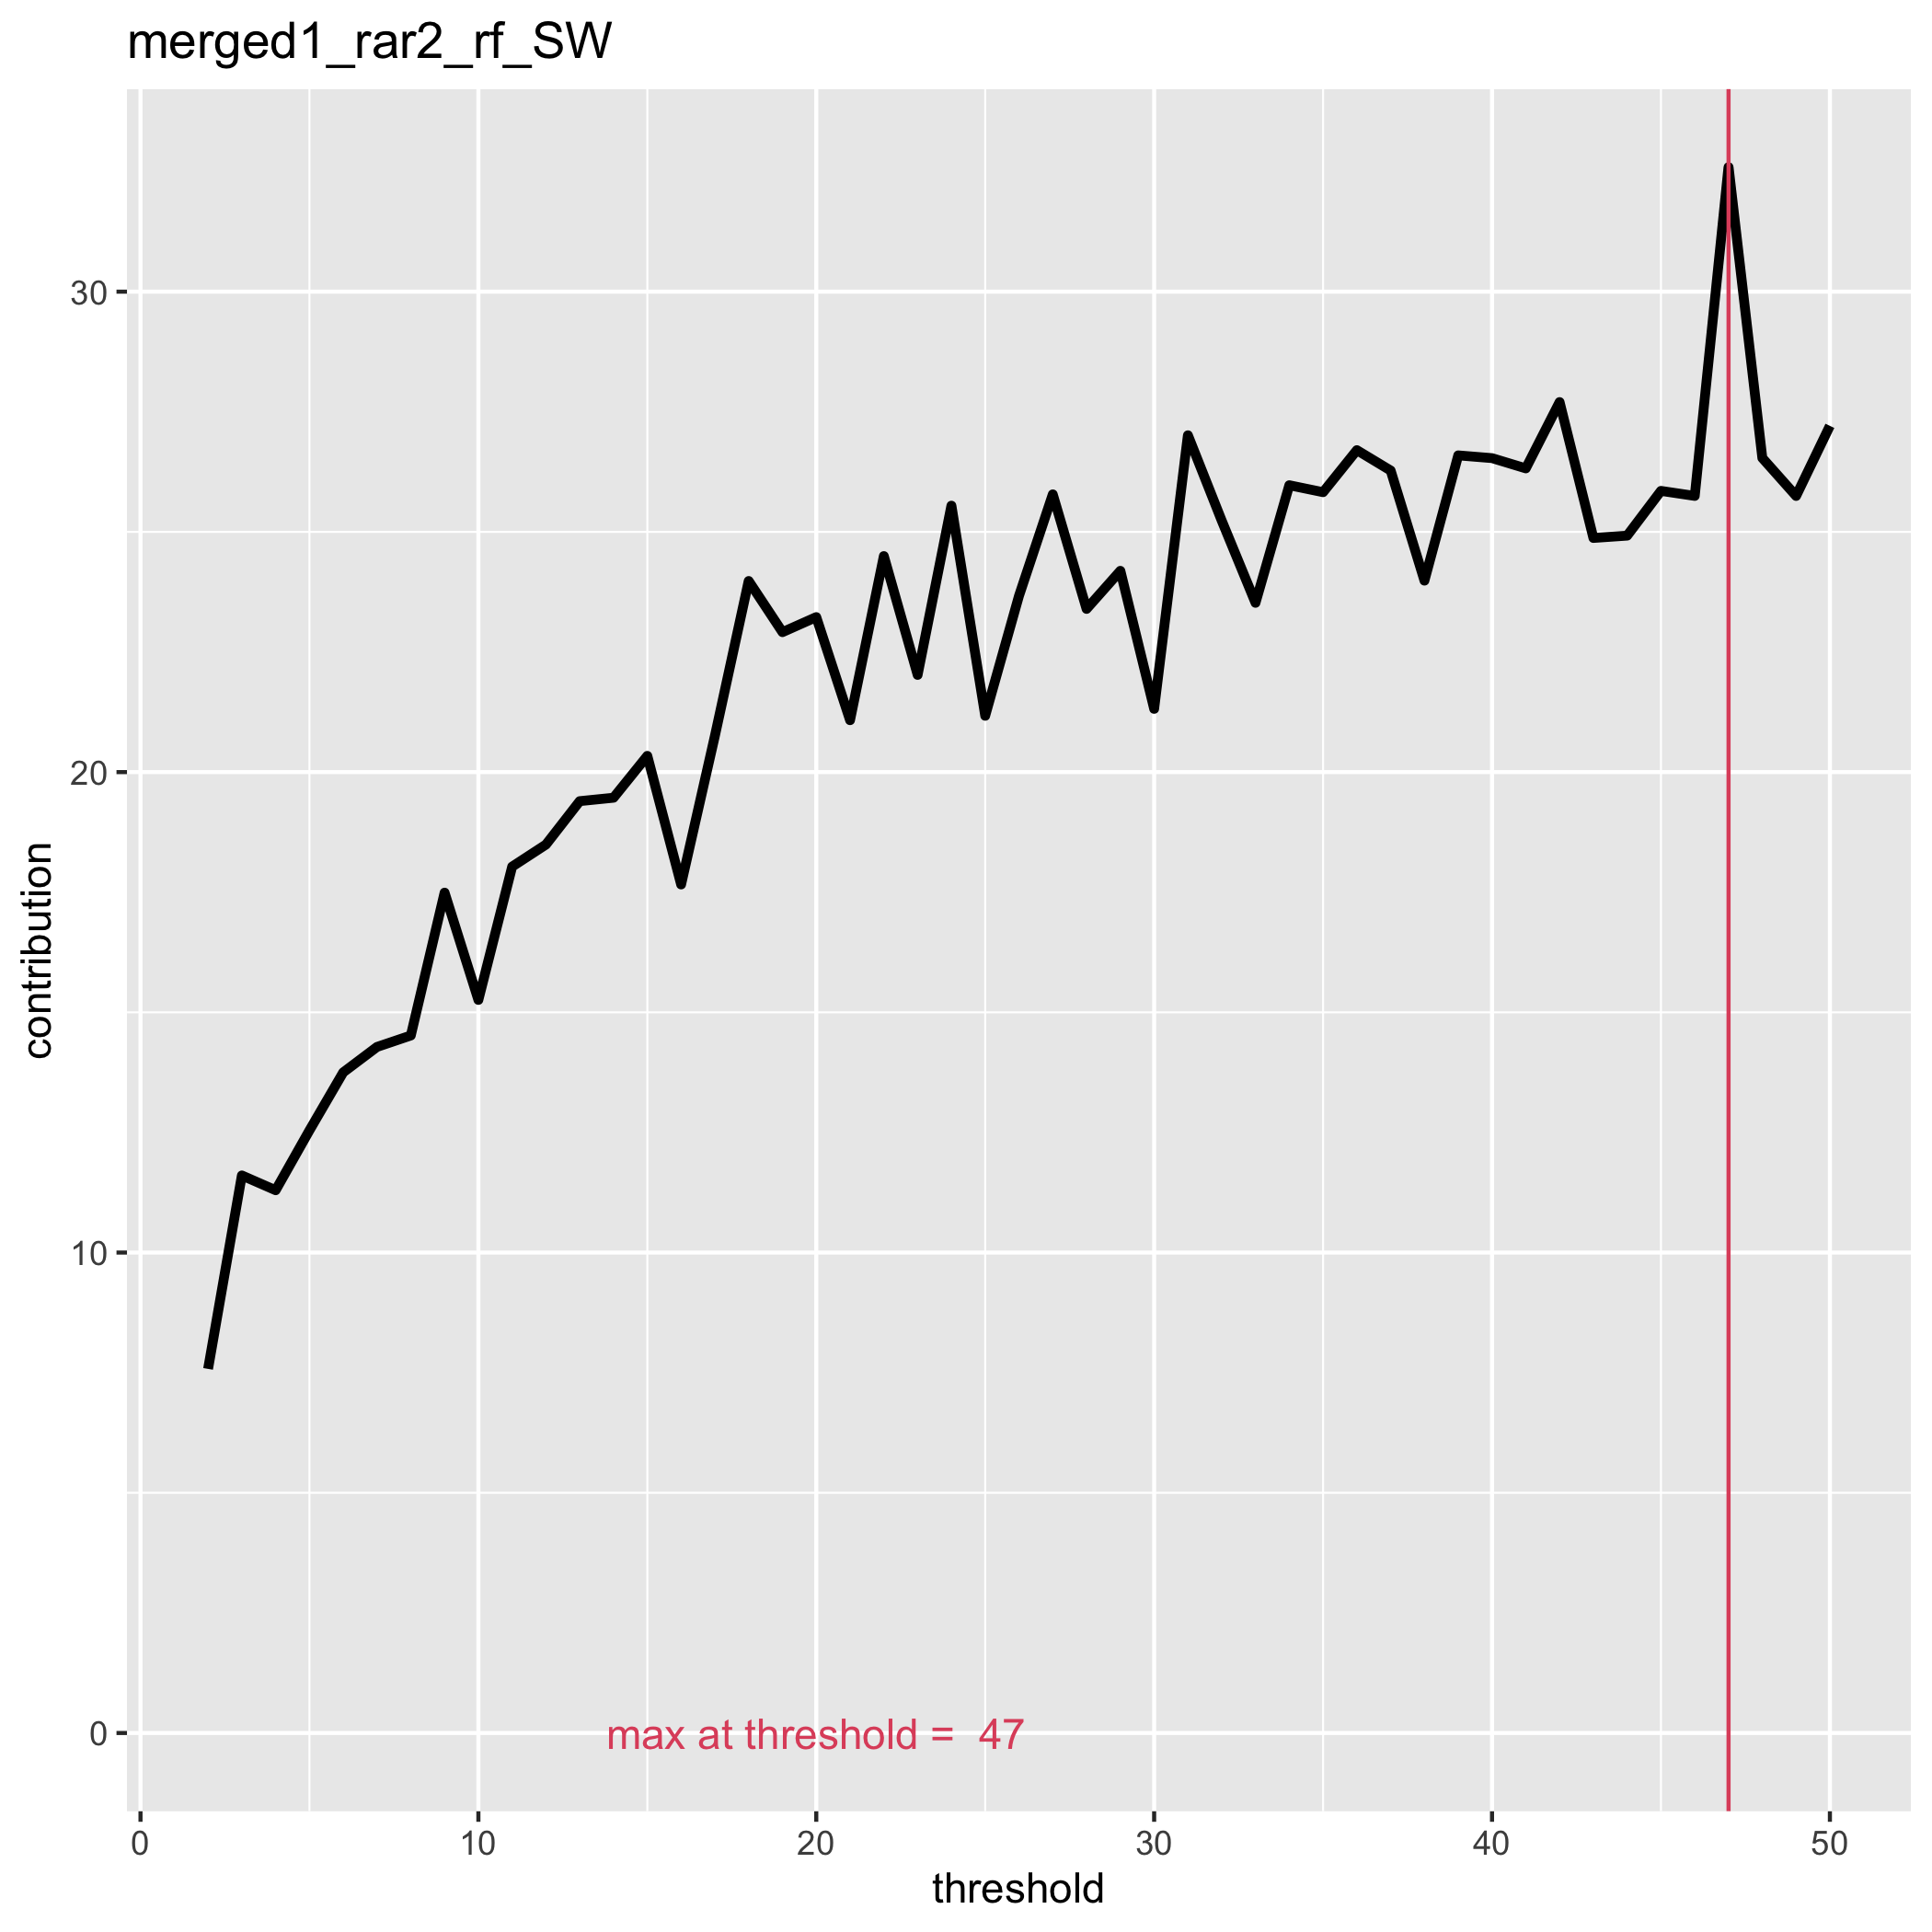 merged1_rar2_rf_SW
30
20
10
0
contribution
max at threshold =  47
0 10 20 30 40 50
threshold